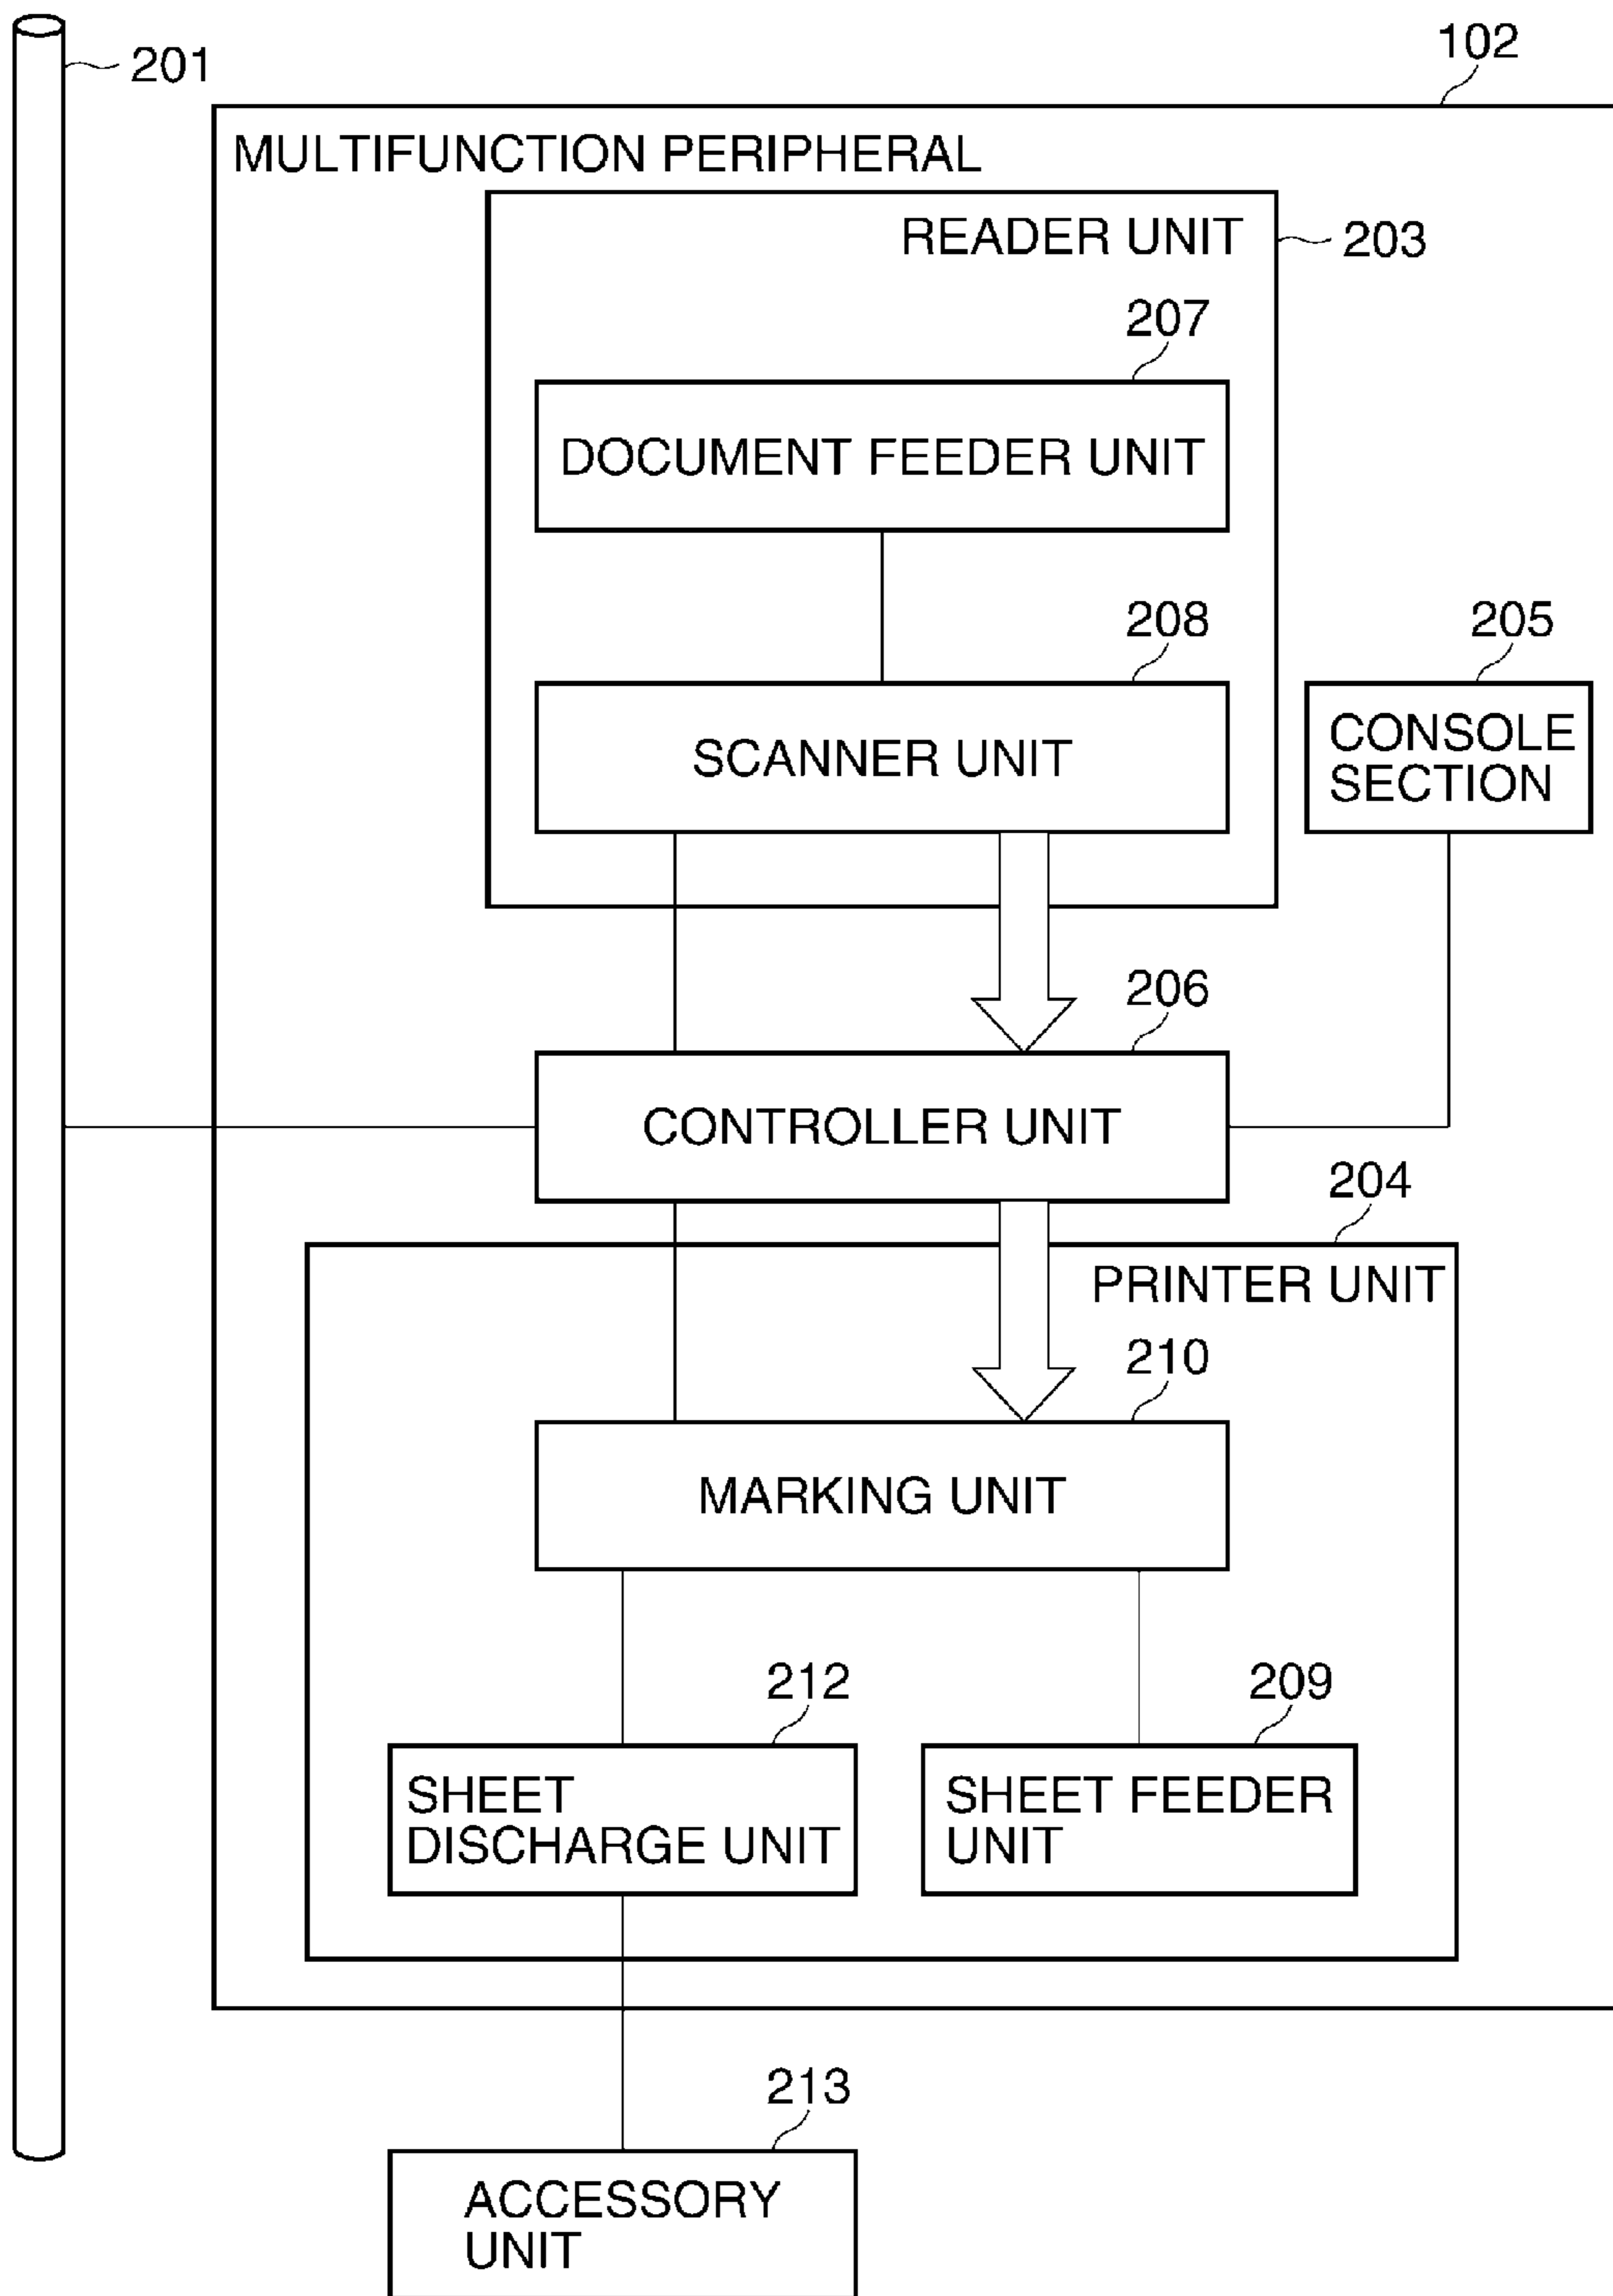 102
201
MULTIFUNCTION PERIPHERAL
READER UNIT
203
207
DOCUMENT FEEDER UNIT
208
205
SCANNER UNIT
CONSOLE
SECTION
206
CONTROLLER UNIT
204
PRINTER UNIT
210
MARKING UNIT
212
209
SHEET
DISCHARGE UNIT
SHEET FEEDER
UNIT
213
ACCESSORY
UNIT